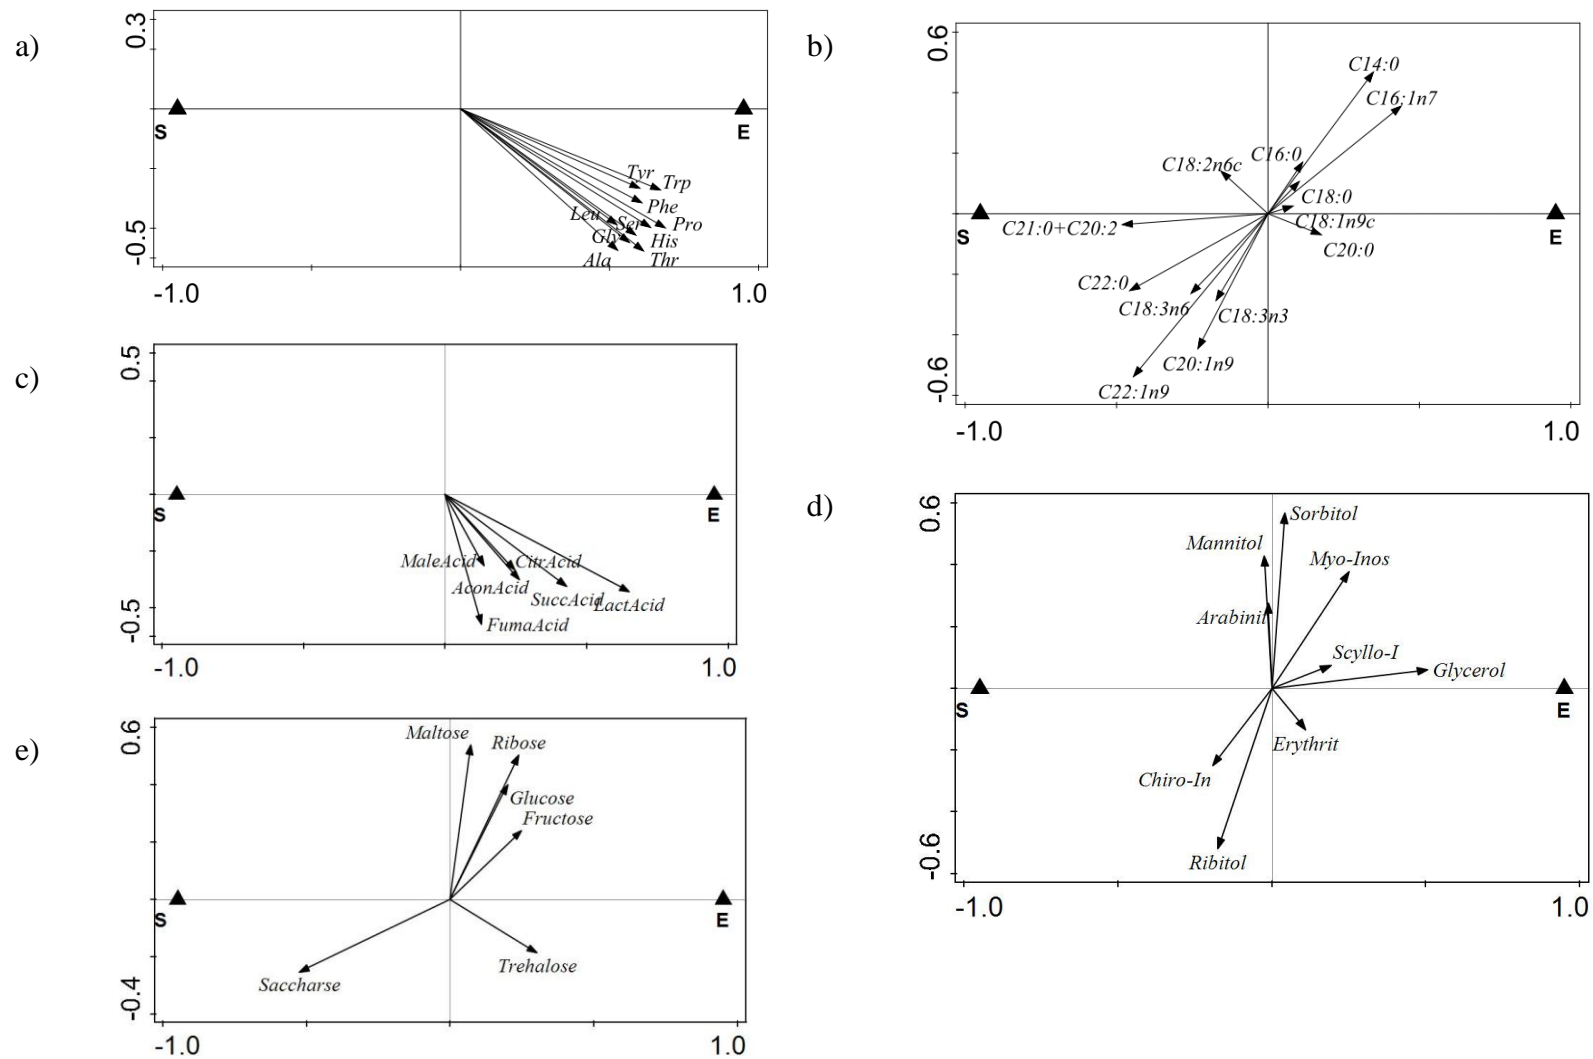 a)
0.3
-0.5
S
E
Tyr
Trp
Phe
Leu
Ser
Pro
Gly
His
Ala
Thr
-1.0
1.0
b)
0.6
-0.6
C14:0
C16:1n7
C16:0
C18:2n6c
C18:0
C18:1n9c
C21:0+C20:2
S
E
C20:0
C22:0
C18:3n6
C18:3n3
C20:1n9
C22:1n9
-1.0
1.0
c)
0.5
-0.5
S
E
MaleAcid
CitrAcid
AconAcid
SuccAcid
LactAcid
FumaAcid
-1.0
1.0
d)
0.6
-0.6
Sorbitol
Mannitol
Myo-Inos
Arabinit
Scyllo-I
Glycerol
S
E
Erythrit
Chiro-In
Ribitol
-1.0
1.0
e)
0.6
-0.4
Maltose
Ribose
Glucose
Fructose
S
E
Trehalose
Saccharse
-1.0
1.0